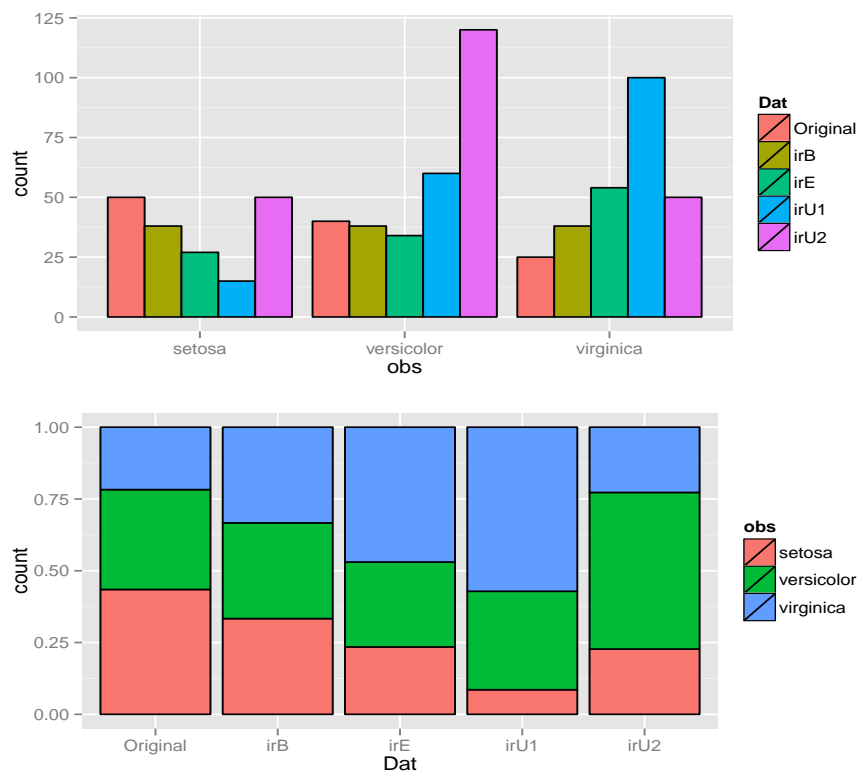 125
100
75
50
25
0
count
setosa
versicolor
virginica
obs
Dat
Original
irB
irE
irU1
irU2
1.00
0.75
0.50
0.25
0.00
count
Original
irB
irE
irU1
irU2
Dat
obs
setosa
versicolor
virginica